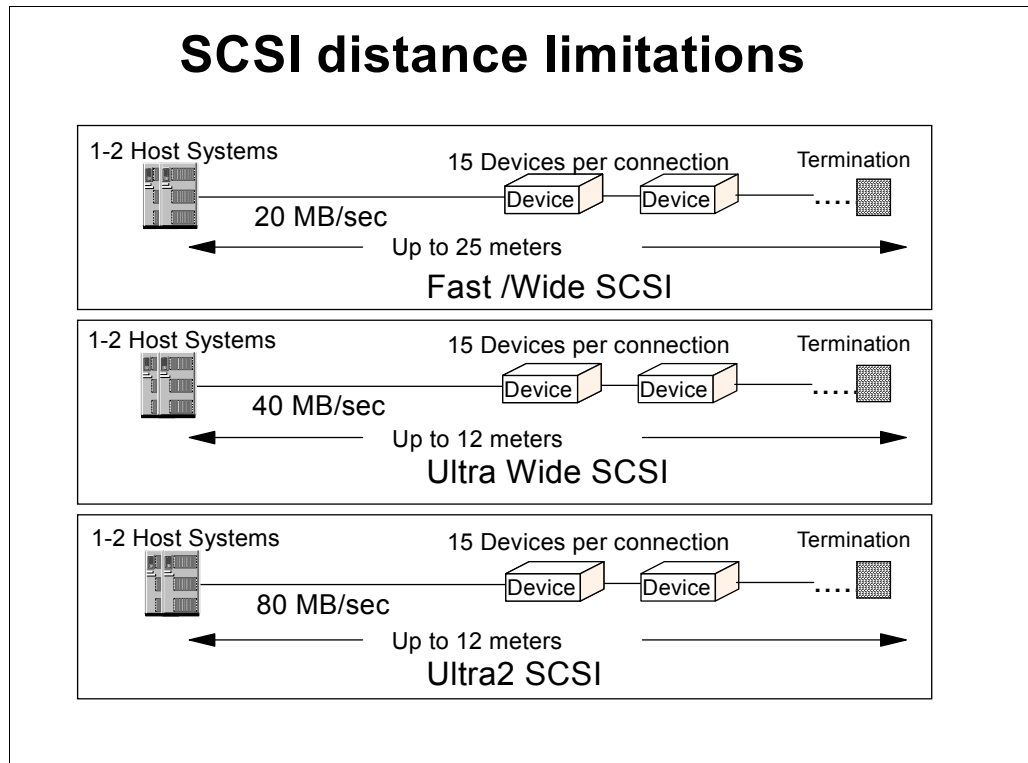 SCSI distance limitations
1-2 Host Systems
15 Devices per connection
Termination
Device
Device
....
20 MB/sec
Up to 25 meters
Fast /Wide SCSI
1-2 Host Systems
15 Devices per connection
Termination
Device
Device
....
40 MB/sec
Up to 12 meters
Ultra Wide SCSI
1-2 Host Systems
15 Devices per connection
Termination
Device
Device
....
80 MB/sec
Up to 12 meters
Ultra2 SCSI